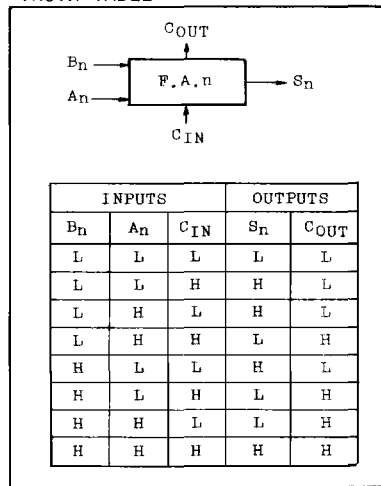 TRUTH TABLE
COUT
Bn F.A.n Sn
An
CIN
INPUTS OUTPUTS
Bn An CIN Sn COUT
L L L L L
L L H H L
L H L H L
L H H L H
H L L H L
H L H L H
H H L L H
H H H H H